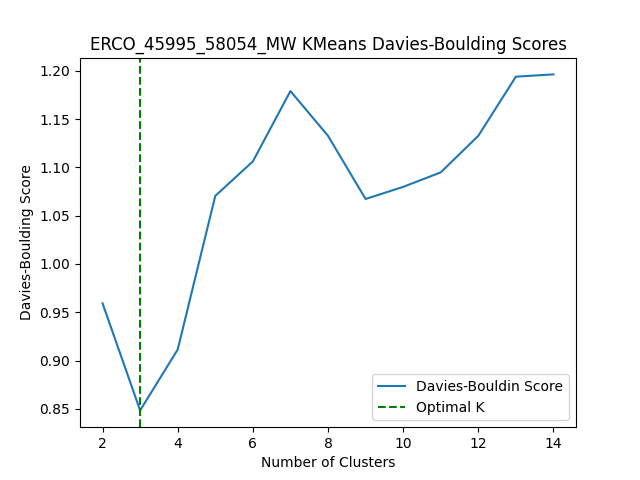 ERCO_45995_58054_MW KMeans Davies-Boulding Scores
1.20
1.15
1.10
1.05
1.00
0.95
0.90
0.85
Davies-Boulding Score
Davies-Bouldin Score
Optimal K
2 4 6 8 10 12 14
Number of Clusters